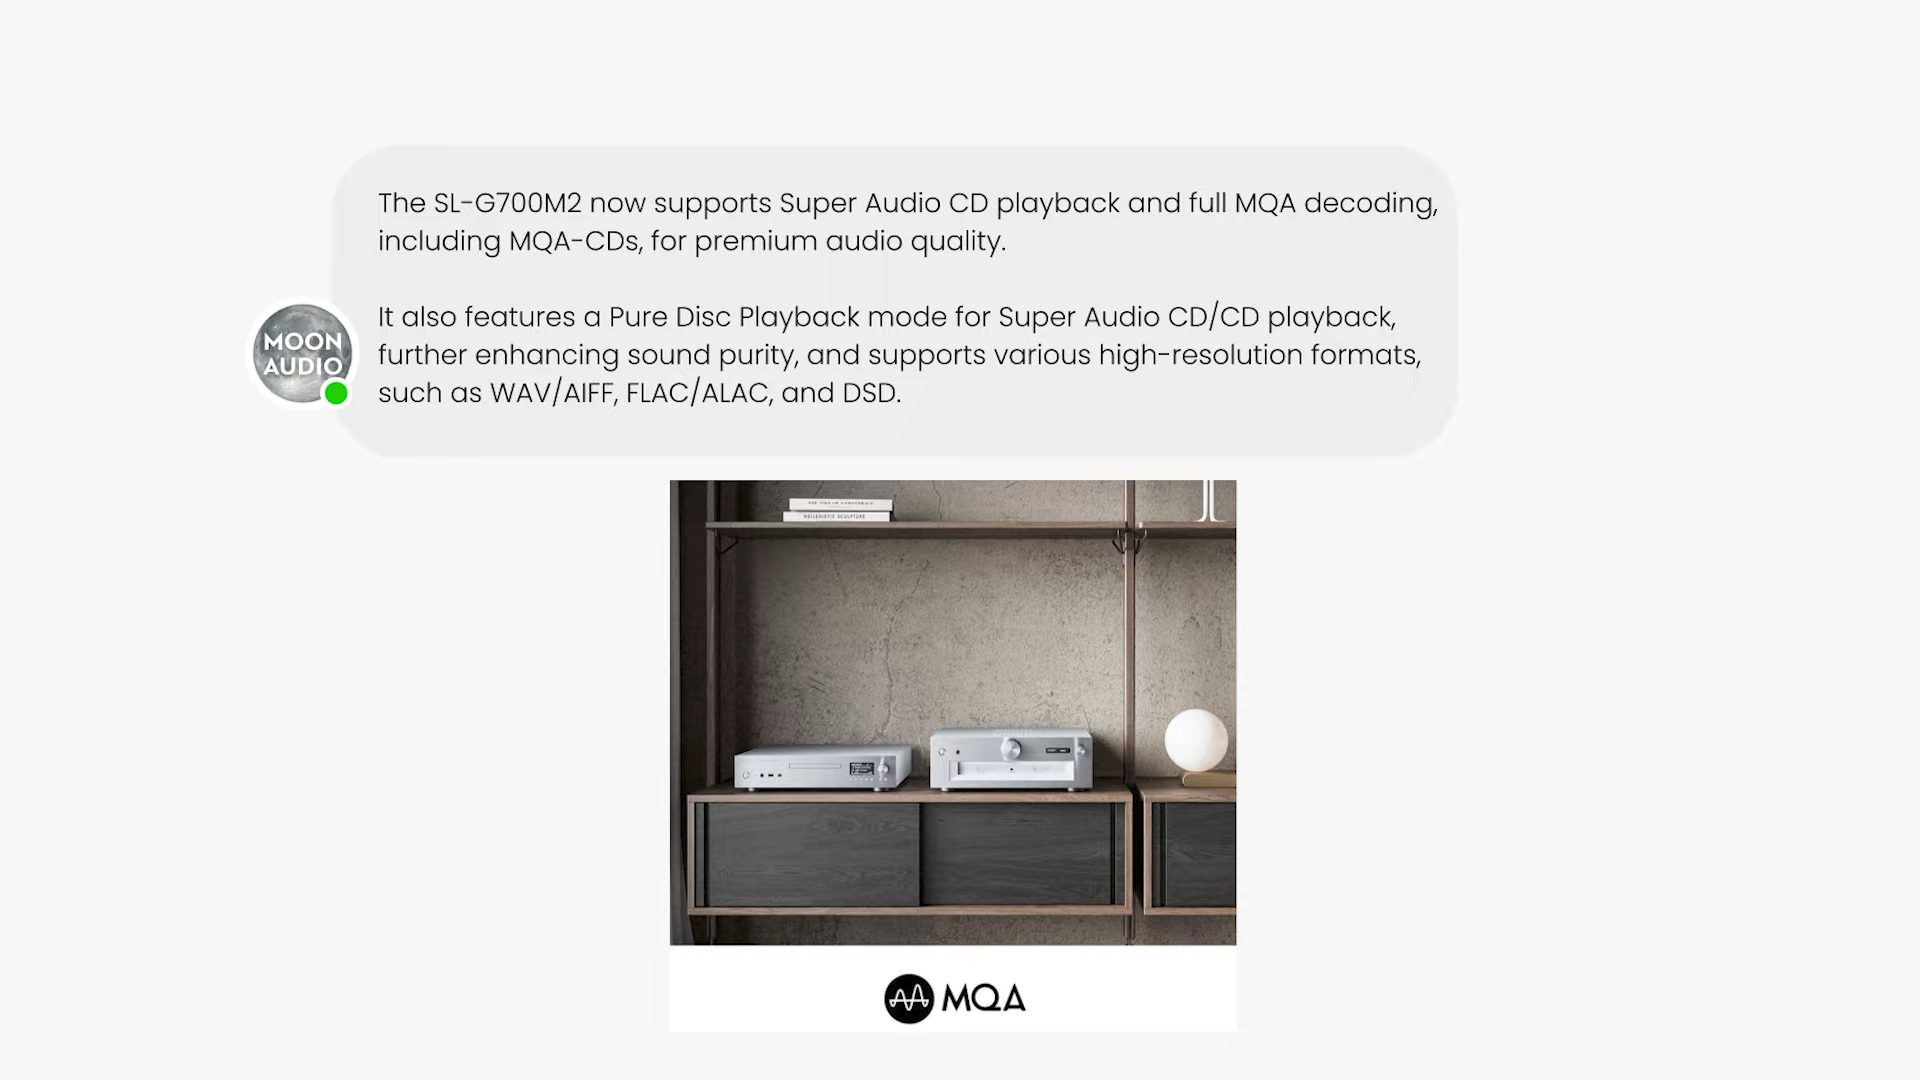 The SL-G700M2 now supports Super Audio CD playback and full MQA decoding,
including MQA-CDs, for premium audio quality.
It also features a Pure Disc Playback mode for Super Audio CD/CD playback,
further enhancing sound purity, and supports various high-resolution formats,
such as WAV/AIFF, FLAC/ALAC, and DSD.
MOON
AUDIO
HELLENISTIC SCULPTURE
MQA